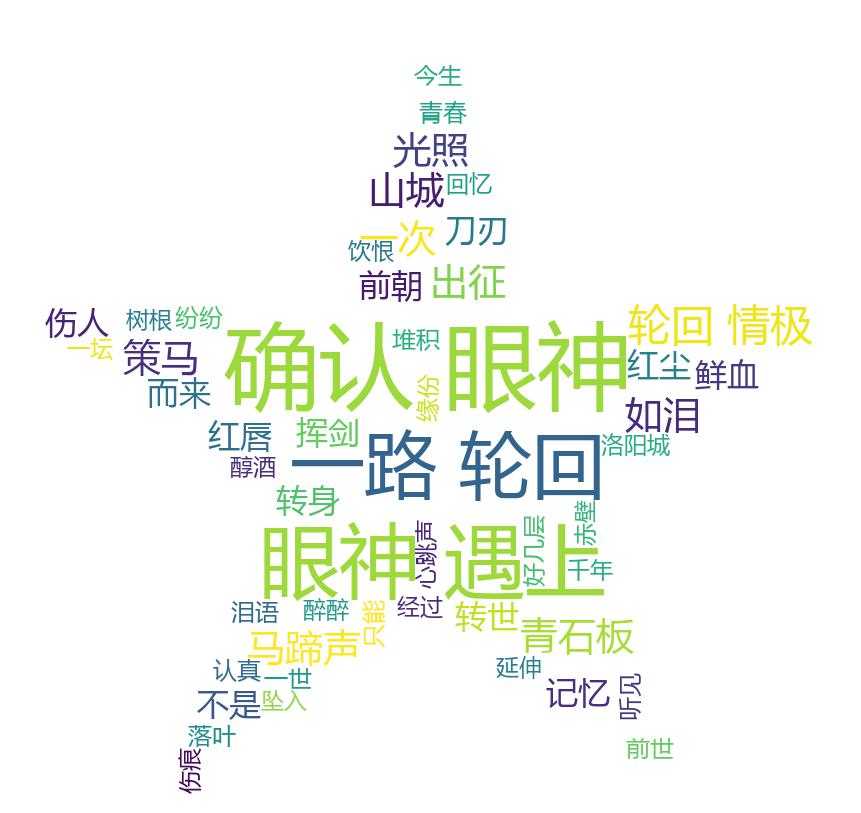 今生
青春
光照
山城 回忆
一次 刀刃
饮恨
前朝 出征
伤人 树根 纷纷
一坛 策马
而来
确认 眼神
堆积
缘份
轮回 情极
红尘 鲜血
如泪
红唇 挥剑
醇酒
一路 轮回
洛阳城
转身
眼神 遇上
心跳声
好几层
赤壁
千年
泪语 醉醉 只能 经过 转世
马蹄声
青石板
认真 一世
延伸
不是 坠入
记忆 听见
落叶
前世
伤痕